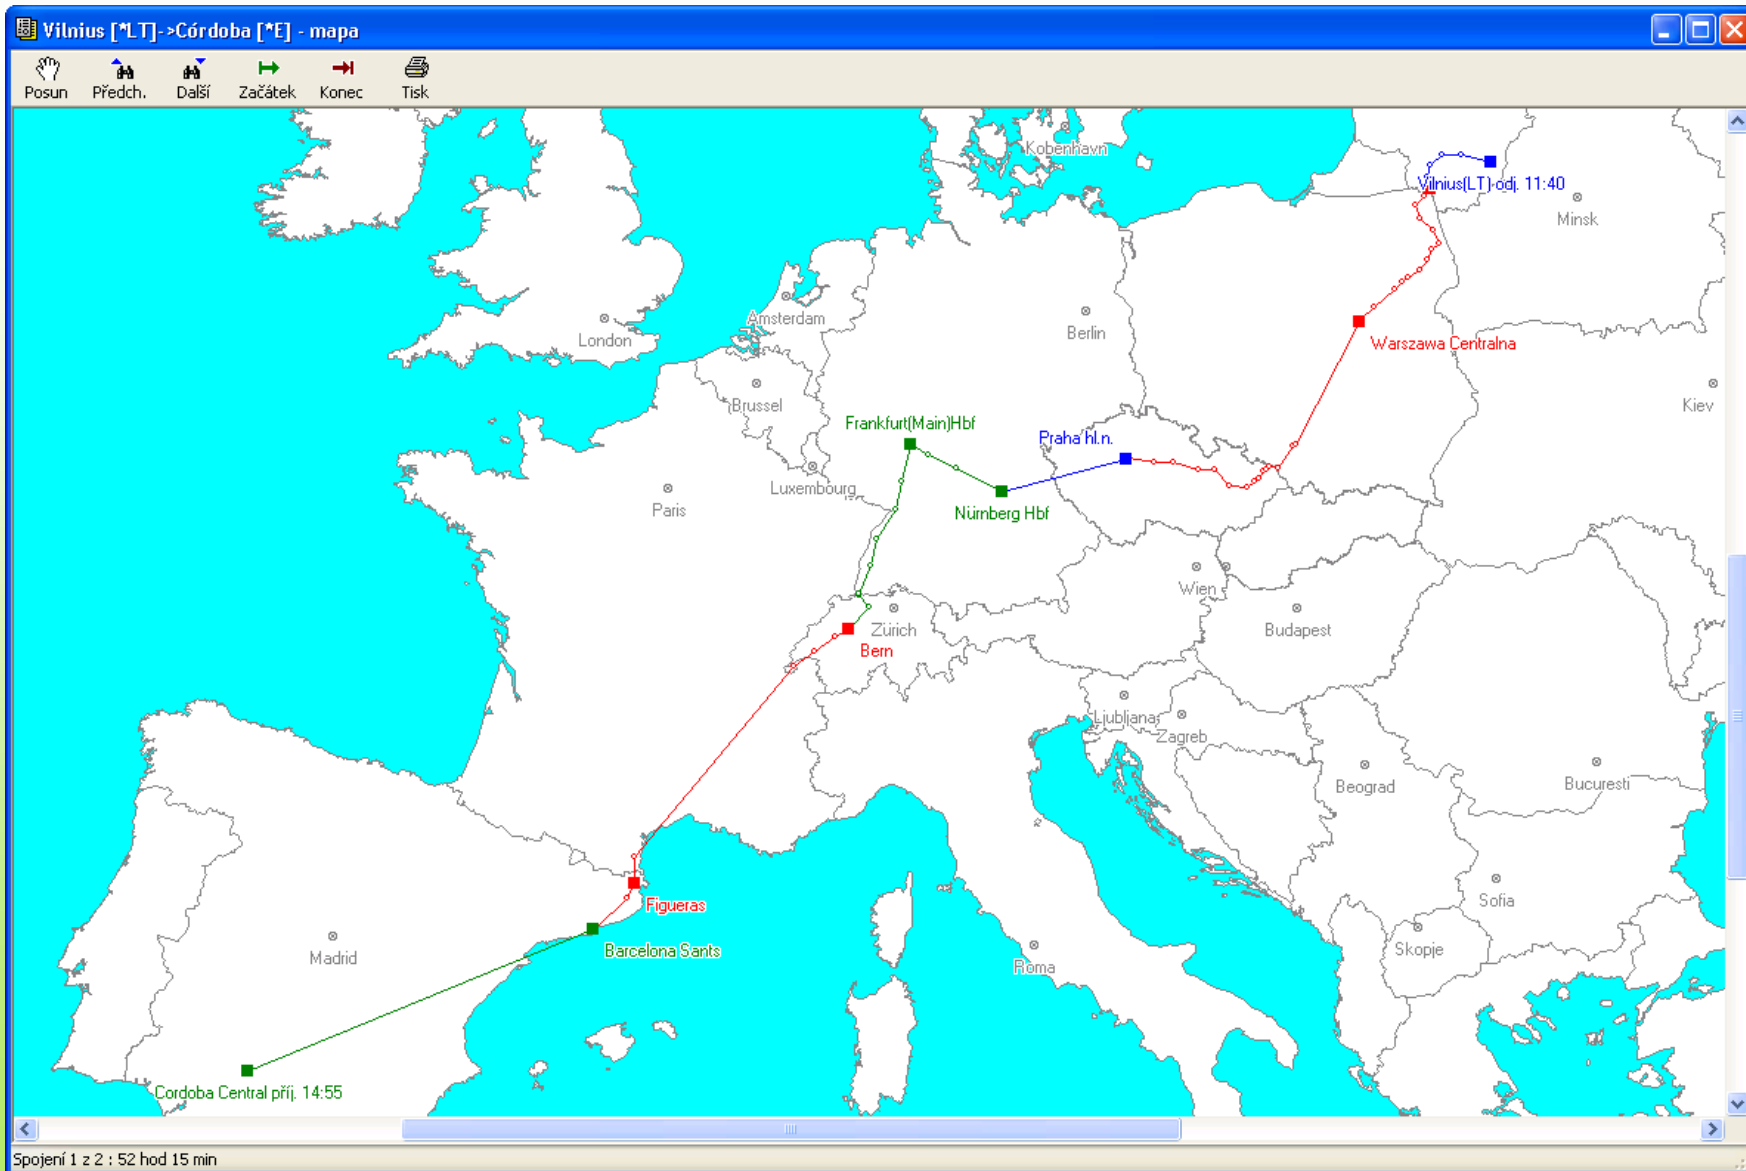 Vilnius [*LT]->Córdoba [*E] - mapa
Posun Předch. Další Začátek Konec Tisk
Kobenhavn
Vilnius(LT) odj. 11:40
Minsk
Amsterdam
Berlin
London
Warszawa Centralna
Brussel
Kiev
Frankfurt(Main)Hbf
Praha hl.n.
Luxembourg
Paris
Nürnberg Hbf
Wien
Zürich
Budapest
Bern
Ljubljana
Zagreb
Beograd
Bucuresti
Figueras
Sofia
Barcelona Sants
Skopje
Madrid
Roma
Cordoba Central příj. 14:55
Spojení 1 z 2 : 52 hod 15 min